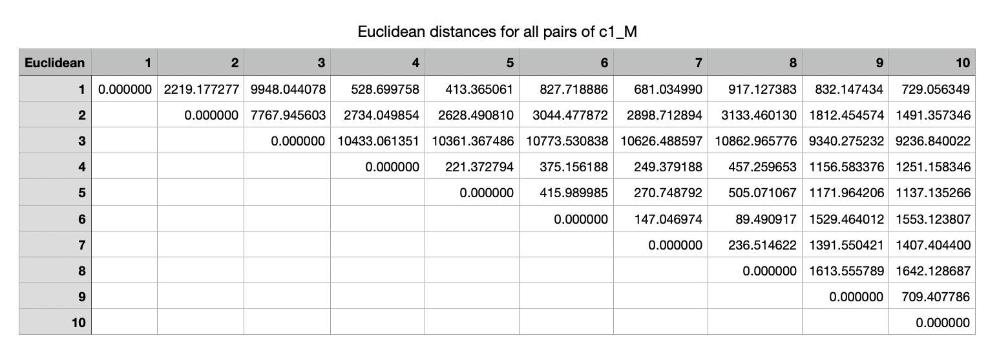 Euclidean distances for all pairs of c1_M
Euclidean 1 2 3 4 5 6 7 8 9 10
1 0.000000 2219.177277 9948.044078 528.699758 413.365061 827.718886 681.034990 917.127383 832.147434 729.056349
2 0.000000 7767.945603 2734.049854 2628.490810 3044.477872 2898.712894 3133.460130 1812.454574 1491.357346
3 0.000000 10433.061351 10361.367486 10773.530838 10626.488597 10862.965776 9340.275232 9236.840022
4 0.000000 221.372794 375.156188 249.379188 457.259653 1156.583376 1251.158346
5 0.000000 415.989985 270.748792 505.071067 1171.964206 1137.135266
6 0.000000 147.046974 89.490917 1529.464012 1553.123807
7 0.000000 236.514622 1391.550421 1407.404400
8 0.000000 1613.555789 1642.128687
9 0.000000 709.407786
10 0.000000